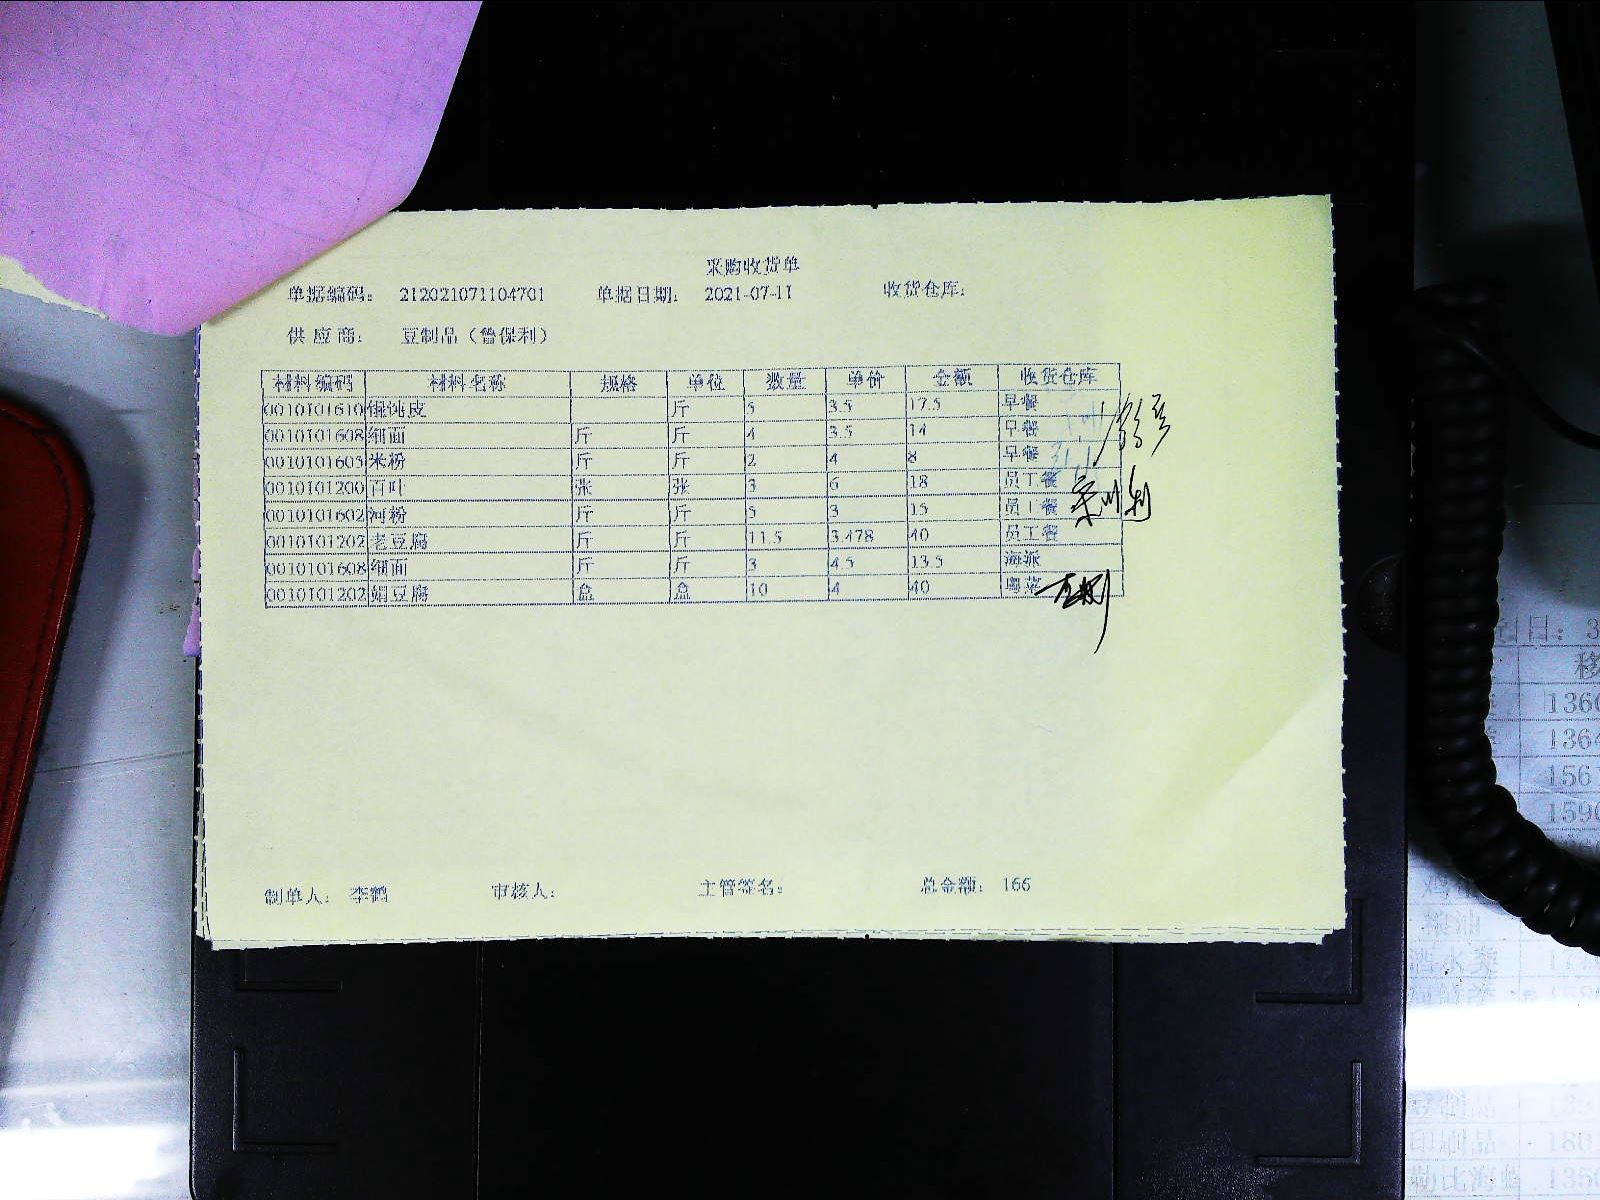 采购收货单
单据编码： 212021071104701 单据日期： 2021-07-11 收货仓库：
供应商： 豆制品（曾保利）
材料编码 材料名称 规格 单位 数量 单价 金额 收货仓库
0010101610 馄饨皮 斤 5 3.5 17.5 早餐
0010101608 细面 斤 斤 4 3.5 14 早餐
0010101603 米粉 斤 斤 2 4 8 早餐
0010101200 百叶 张 张 3 6 18 员工餐
0010101602 河粉 斤 斤 5 3 15 员工餐
0010101202 老豆腐 斤 斤 11.5 3.478 40 员工餐
0010101608 细面 斤 斤 3 4.5 13.5 海派
0010101202 绢豆腐 盒 盒 10 4 40 粤菜
制单人： 李鹤 审核人： 主管签名： 总金额： 166